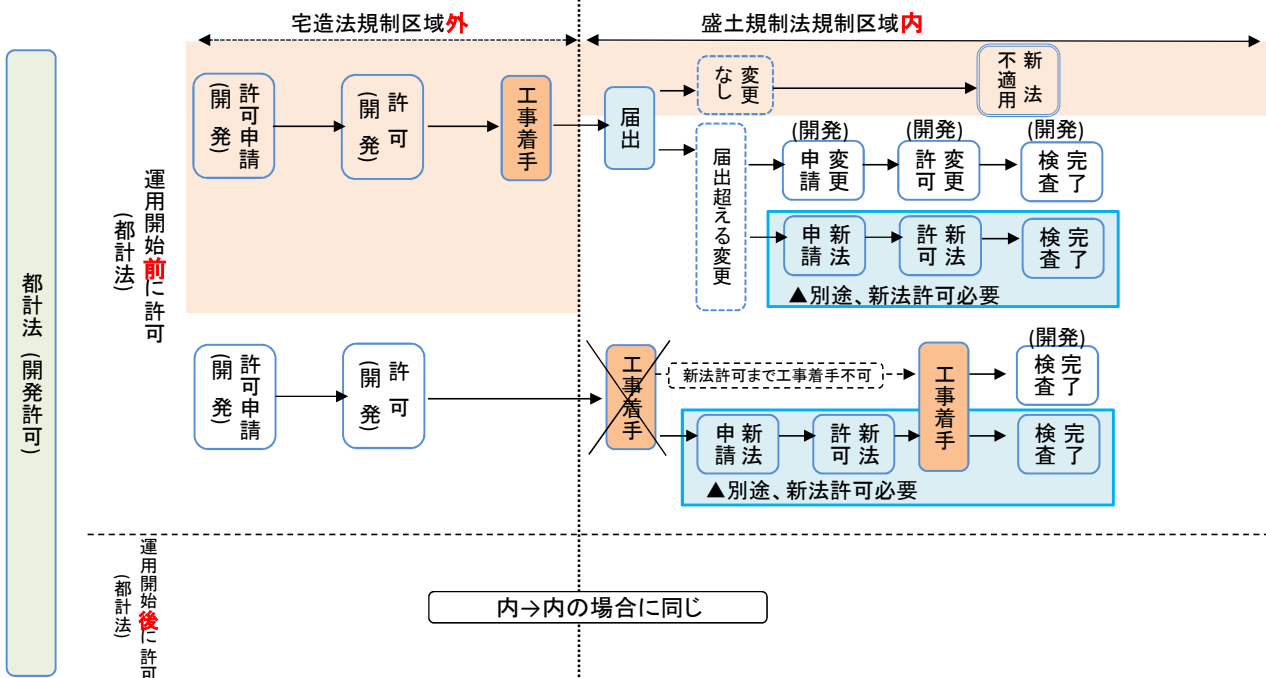 宅造法規制区域外
盛土規制法規制区域内
都計法（開発許可）
運用開始前に許可
(都計法)
許可申請
(開発)
許可
(開発)
工事着手
届出
変更
なし
新法
不適用
届出超える変更
(開発)
変更
申請
(開発)
変更
許可
(開発)
完了
検査
新法
申請
新法
許可
完了
検査
▲別途、新法許可必要
許可申請
(開発)
許可
(開発)
工事着手
新法許可まで工事着手不可
工事着手
(開発)
完了
検査
新法
申請
新法
許可
完了
検査
▲別途、新法許可必要
運用開始後に許可
(都計法)
内→内の場合に同じ